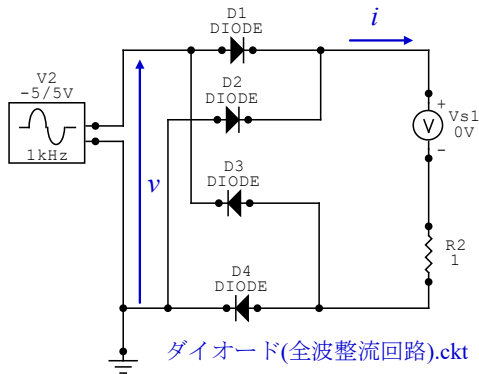 D1
DIODE
i
V2
-5/5V
D2
DIODE
+
Vs1
V
0V
-
1kHz
v
D3
DIODE
R2
1
D4
DIODE
ダイオード(全波整流回路).ckt